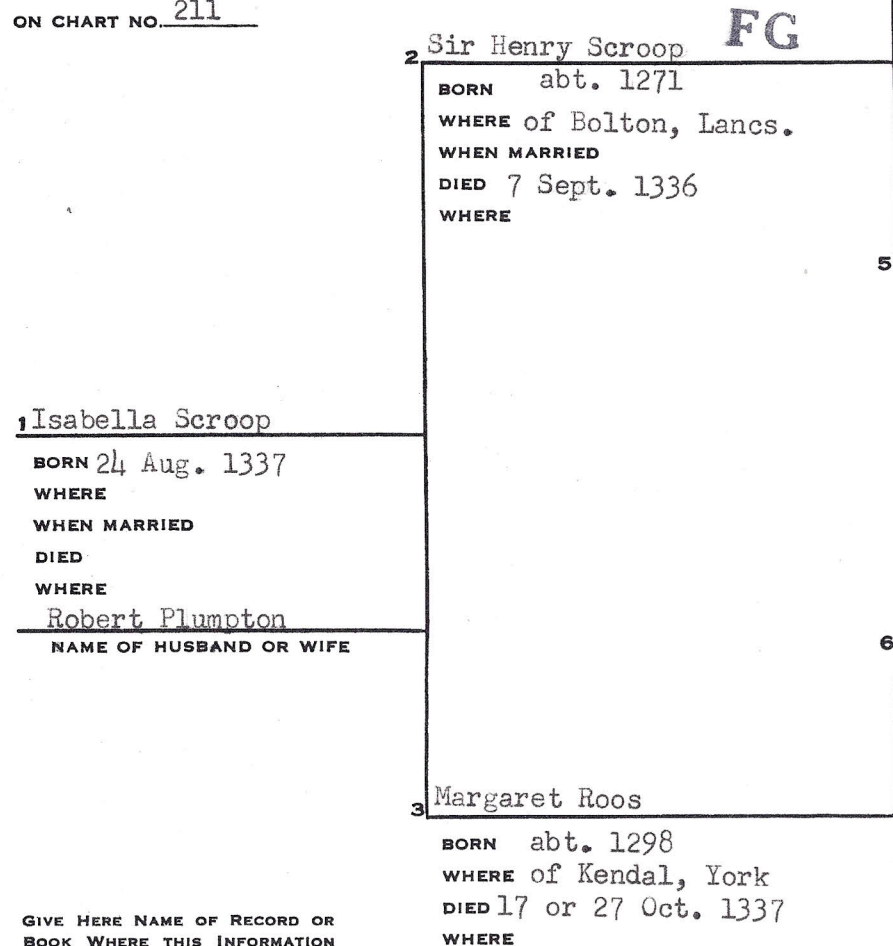 ON CHART NO. 211
FG
2 Sir Henry Scroop
BORN abt. 1271
WHERE of Bolton, Lancs.
WHEN MARRIED
DIED 7 Sept. 1336
WHERE
5
1 Isabella Scroop
BORN 24 Aug. 1337
WHERE
WHEN MARRIED
DIED
WHERE
Robert Plumpton
NAME OF HUSBAND OR WIFE
6
3 Margaret Roos
BORN abt. 1298
WHERE of Kendal, York
DIED 17 or 27 Oct. 1337
WHERE
GIVE HERE NAME OF RECORD OR
BOOK WHERE THIS INFORMATION